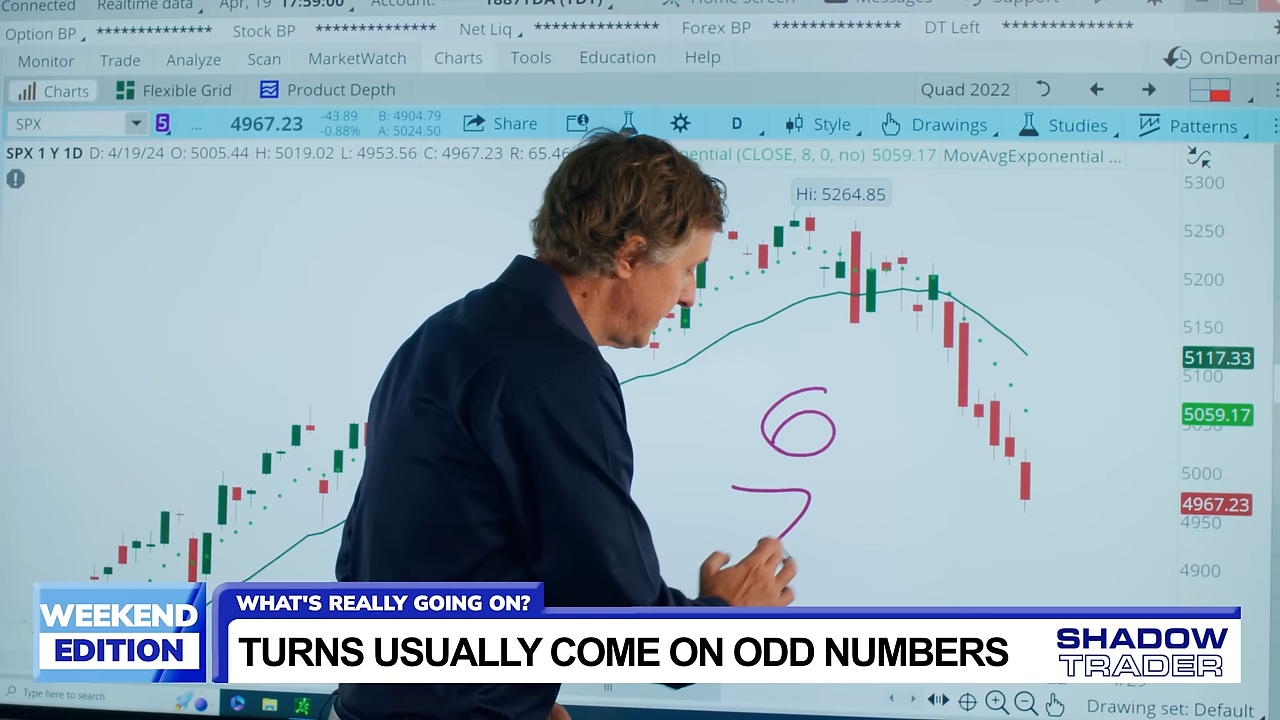 Connected Realtime data Apr, 19 17:59:00 Account: Home Screen Messages Support
Option BP ************* Stock BP ************* Net Liq ************* Forex BP ************* DT Left *************
Monitor Trade Analyze Scan MarketWatch Charts Tools Education Help OnDeman
Charts Flexible Grid Product Depth Quad 2022
SPX 5 ... 4967.23 -43.89 B: 4904.79 Share D Style Drawings Studies Patterns
-0.88% A: 5024.50
SPX 1 Y 1D D: 4/19/24 O: 5005.44 H: 5019.02 L: 4953.56 C: 4967.23 R: 65.46 nential (CLOSE, 8, 0, no) 5059.17 MovAvgExponential ...
Hi: 5264.85
5300
5250
5200
5150
5117.33
5100
5059.17
5050
5000
4967.23
4950
4900
6
7
WEEKEND
EDITION
WHAT'S REALLY GOING ON?
TURNS USUALLY COME ON ODD NUMBERS
SHADOW
TRADER
Type here to search
Drawing set: Default